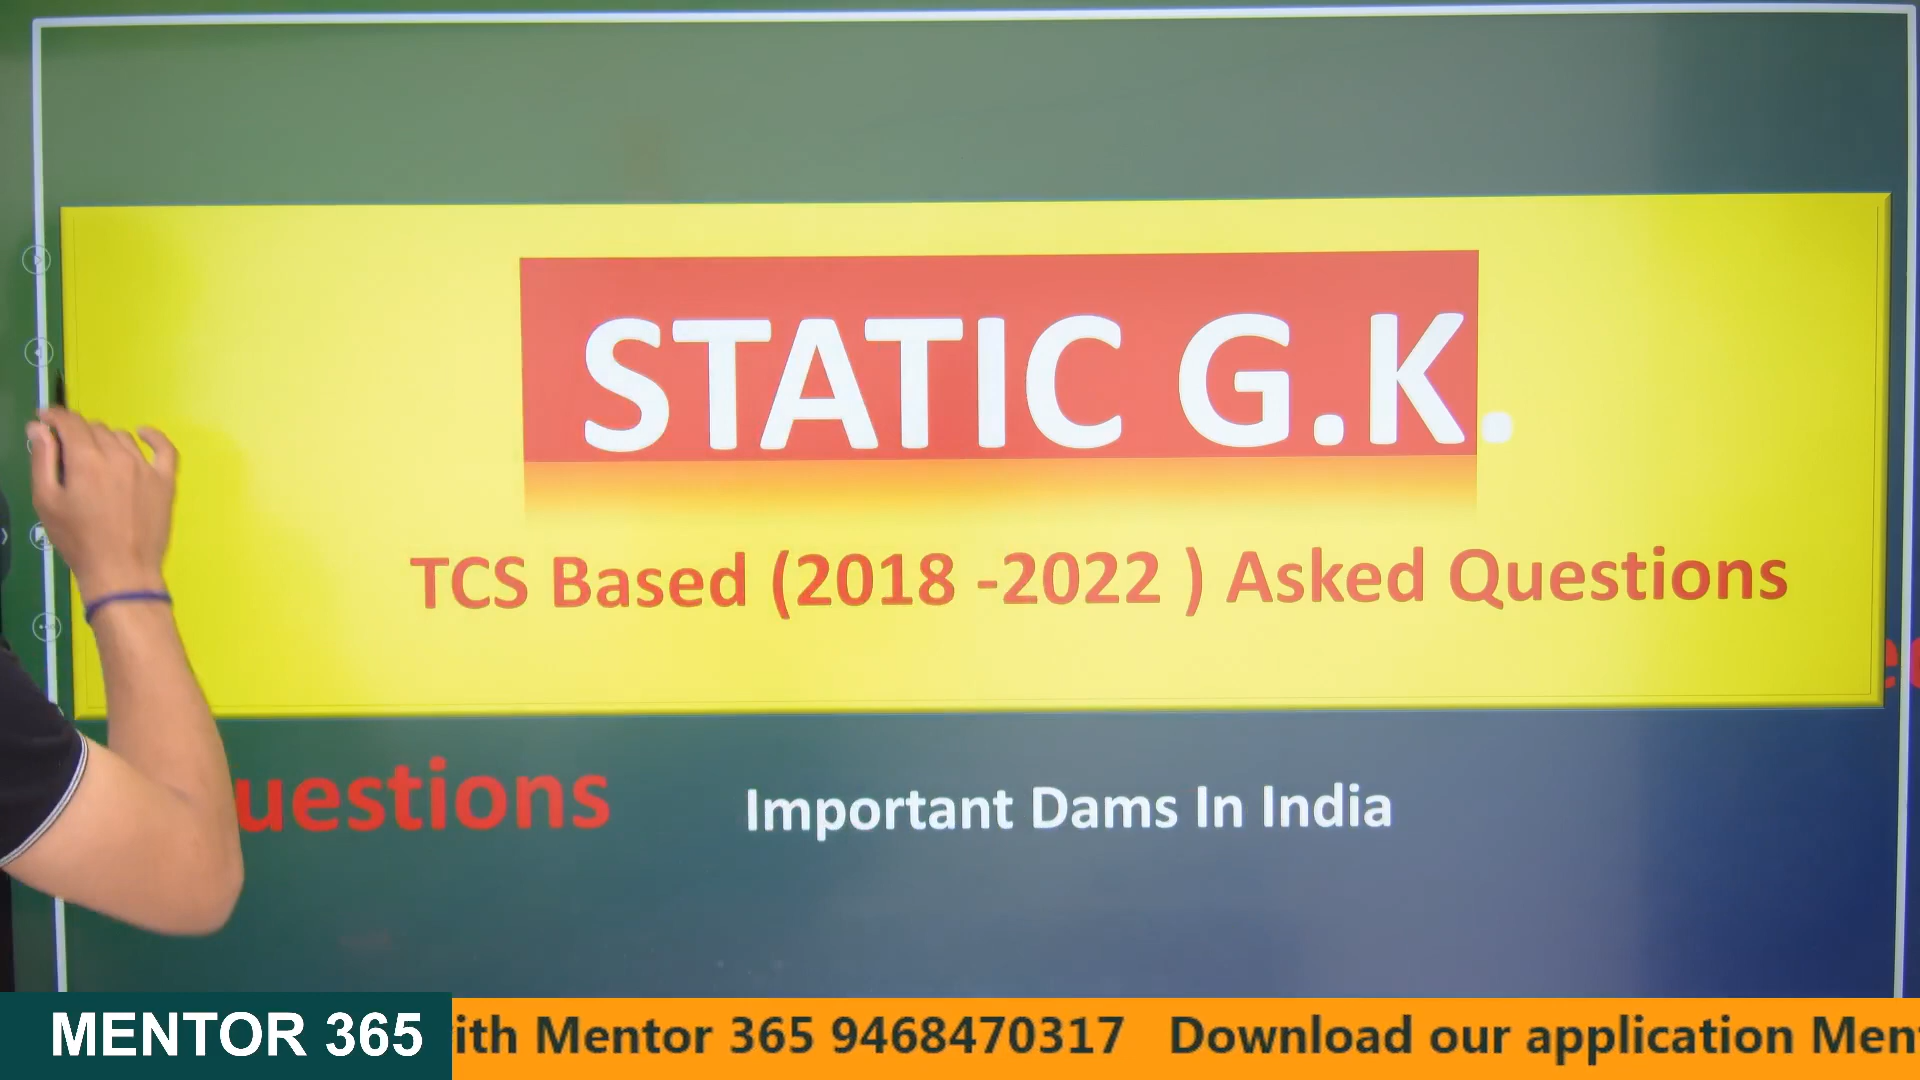 STATIC G.K.
TCS Based (2018 -2022 ) Asked Questions
uestions
Important Dams In India
MENTOR 365
ith Mentor 365 9468470317 Download our application Men